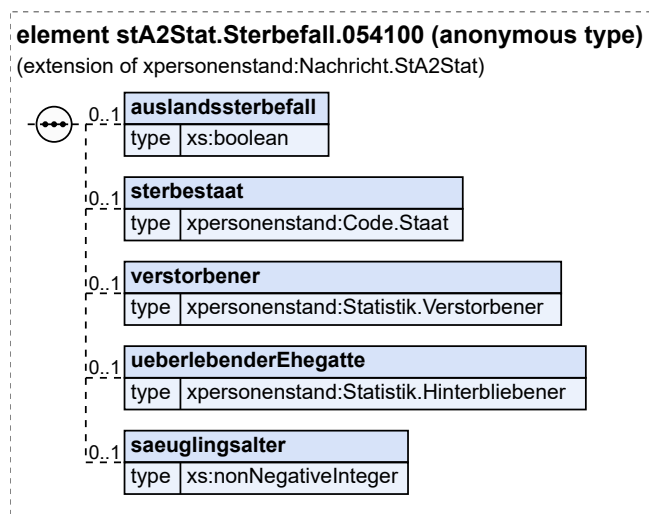 element stA2Stat.Sterbefall.054100 (anonymous type)
(extension of xpersonenstand:Nachricht.StA2Stat)
0..1 auslandssterbefall
type xs:boolean
0..1 sterbestaat
type xpersonenstand:Code.Staat
0..1 verstorbener
type xpersonenstand:Statistik.Verstorbener
0..1 ueberlebenderEhegatte
type xpersonenstand:Statistik.Hinterbliebener
0..1 saeuglingsalter
type xs:nonNegativeInteger